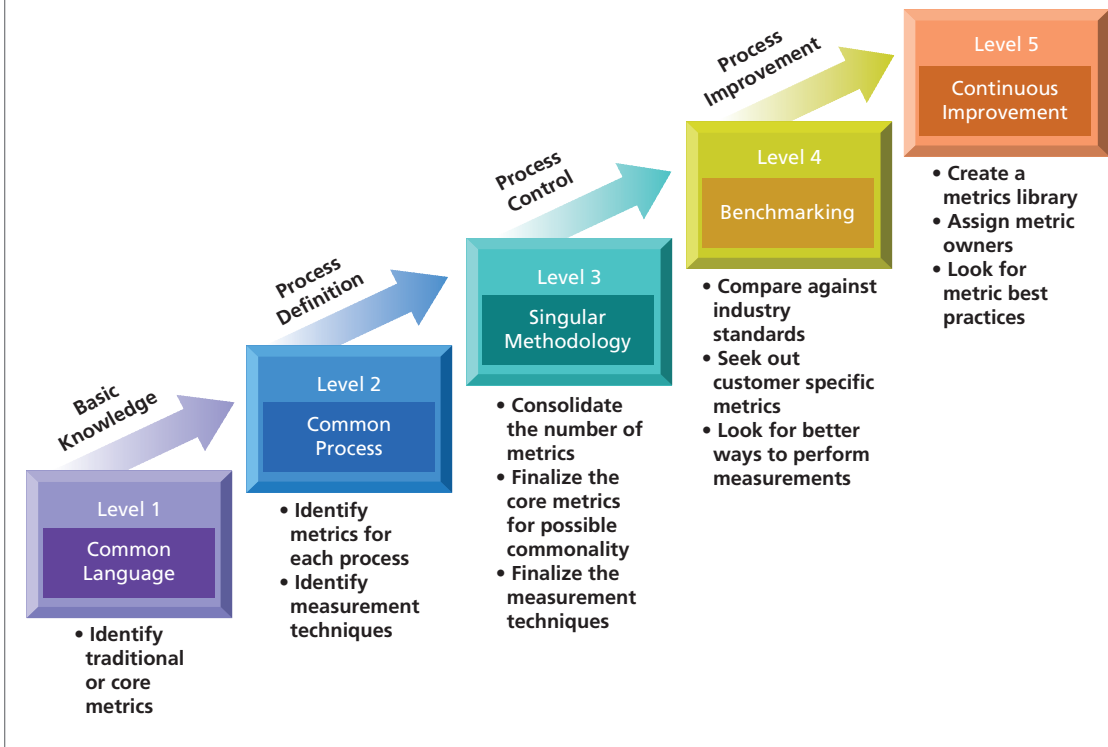 Level 1
Common
Language
• Identify
traditional
or core
metrics
Basic
Knowledge
Level 2
Common
Process
• Identify
metrics for
each process
• Identify
measurement
techniques
Process
Definition
Level 3
Singular
Methodology
• Consolidate
the number of
metrics
• Finalize the
core metrics
for possible
commonality
• Finalize the
measurement
techniques
Process
Control
Level 4
Benchmarking
• Compare against
industry
standards
• Seek out
customer specific
metrics
• Look for better
ways to perform
measurements
Process
Improvement
Level 5
Continuous
Improvement
• Create a
metrics library
• Assign metric
owners
• Look for
metric best
practices